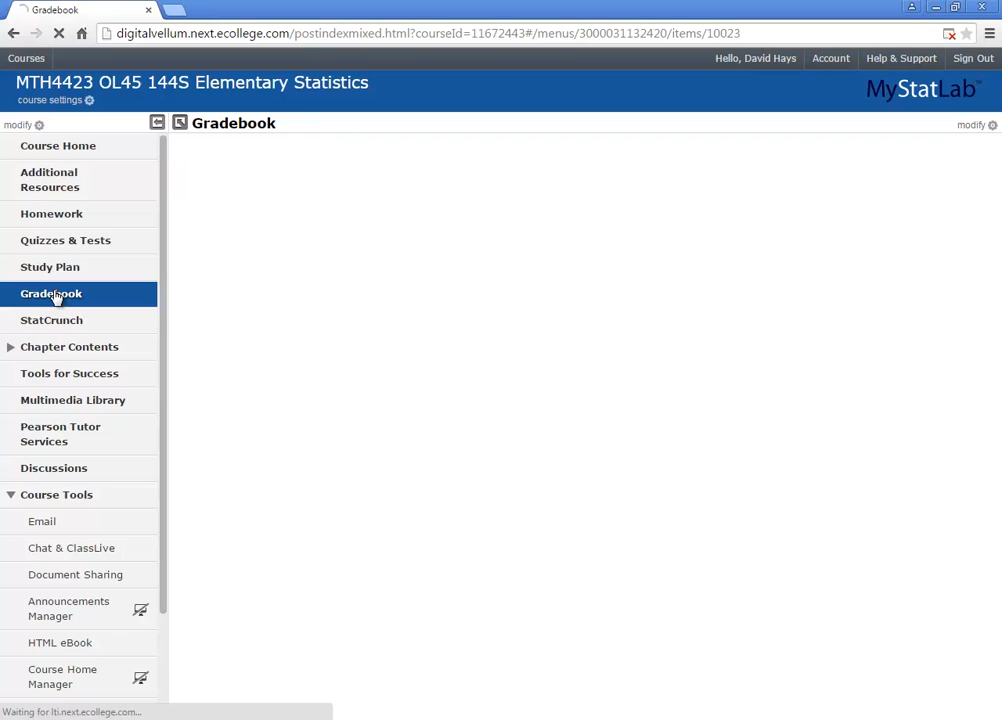 Gradebook
digitalvellum.next.ecollege.com/postindexmixed.html?courseId=11672443#/menus/3000031132420/items/10023
Courses
Hello, David Hays
Account
Help & Support
Sign Out
MTH4423 OL45 144S Elementary Statistics
course settings
MyStatLab™
modify
Gradebook
modify
Course Home
Additional
Resources
Homework
Quizzes & Tests
Study Plan
Gradebook
StatCrunch
Chapter Contents
Tools for Success
Multimedia Library
Pearson Tutor
Services
Discussions
Course Tools
Email
Chat & ClassLive
Document Sharing
Announcements
Manager
HTML eBook
Course Home
Manager
Waiting for lti.next.ecollege.com...